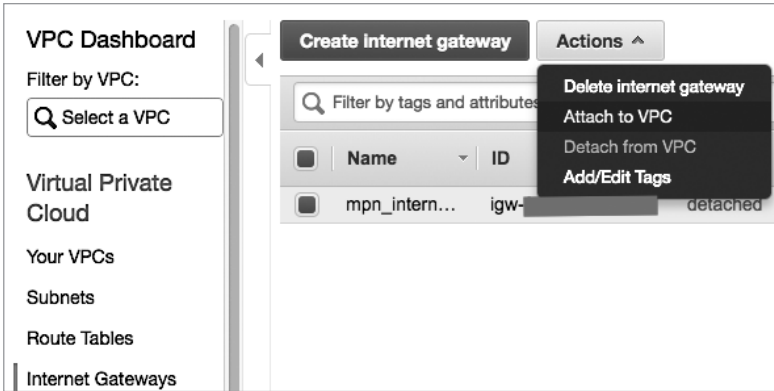 VPC Dashboard
Filter by VPC:
Select a VPC
Virtual Private
Cloud
Your VPCs
Subnets
Route Tables
Internet Gateways
Create internet gateway
Actions
Delete internet gateway
Attach to VPC
Detach from VPC
Add/Edit Tags
Filter by tags and attributes
Name ID
mpn_intern... igw- detached